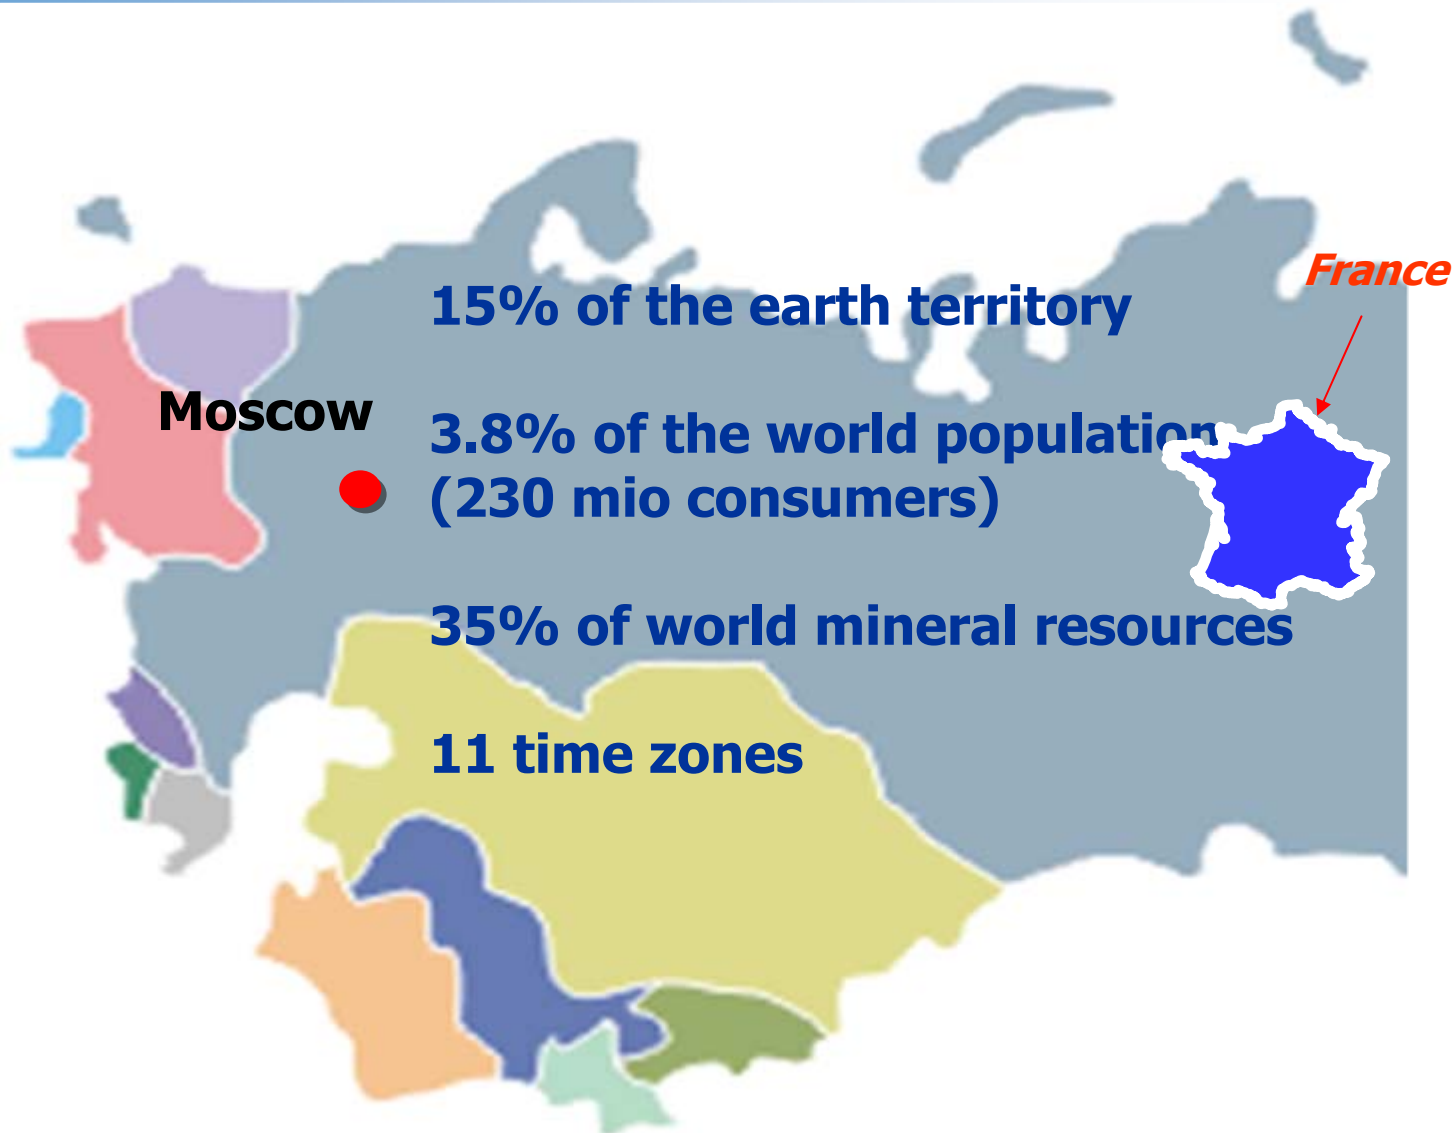 France
15% of the earth territory
Moscow
3.8% of the world population
(230 mio consumers)
35% of world mineral resources
11 time zones